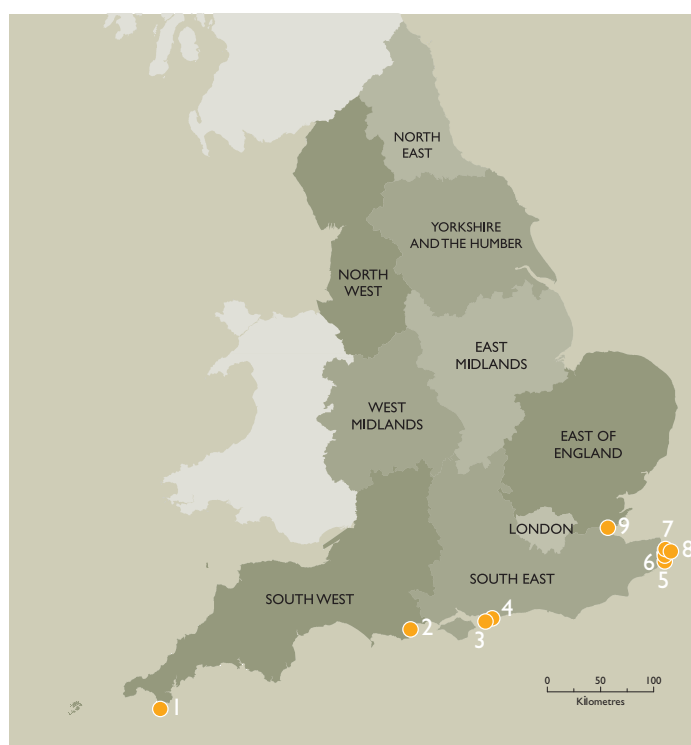 NORTH
EAST
YORKSHIRE
AND THE HUMBER
NORTH
WEST
EAST
MIDLANDS
WEST
MIDLANDS
EAST OF
ENGLAND
LONDON
9
7
8
6
5
SOUTH EAST
SOUTH WEST
4
3
2
1
0 50 100
Kilometres